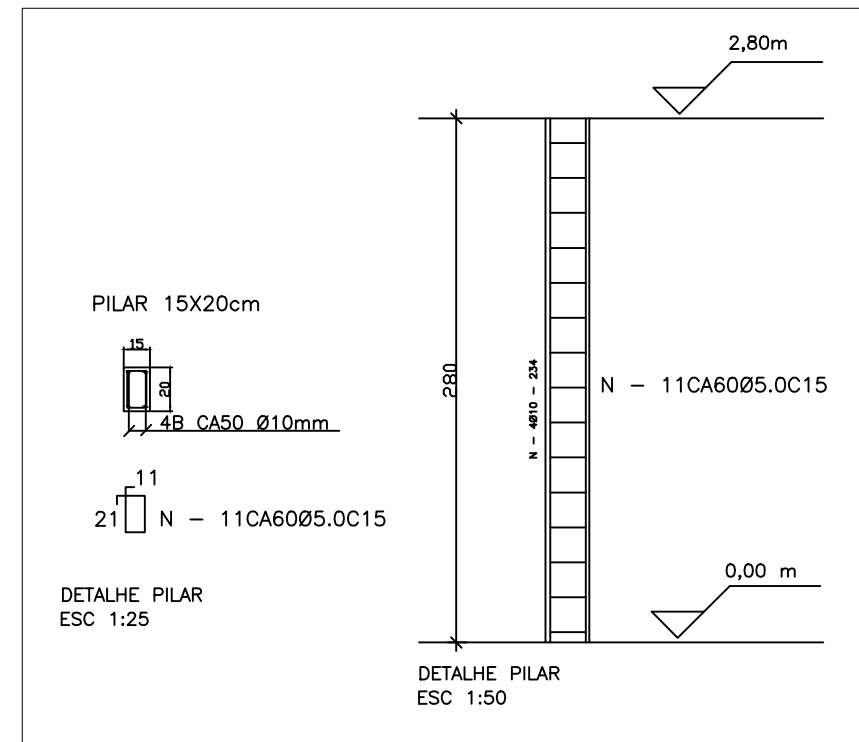 2,80m
PILAR 15X20cm
15
20
4B CA50 Ø10mm
11
21
N - 11CA60Ø5.0C15
DETALHE PILAR
ESC 1:25
280
N - 4Ø10 - 234
N - 11CA60Ø5.0C15
0,00 m
DETALHE PILAR
ESC 1:50